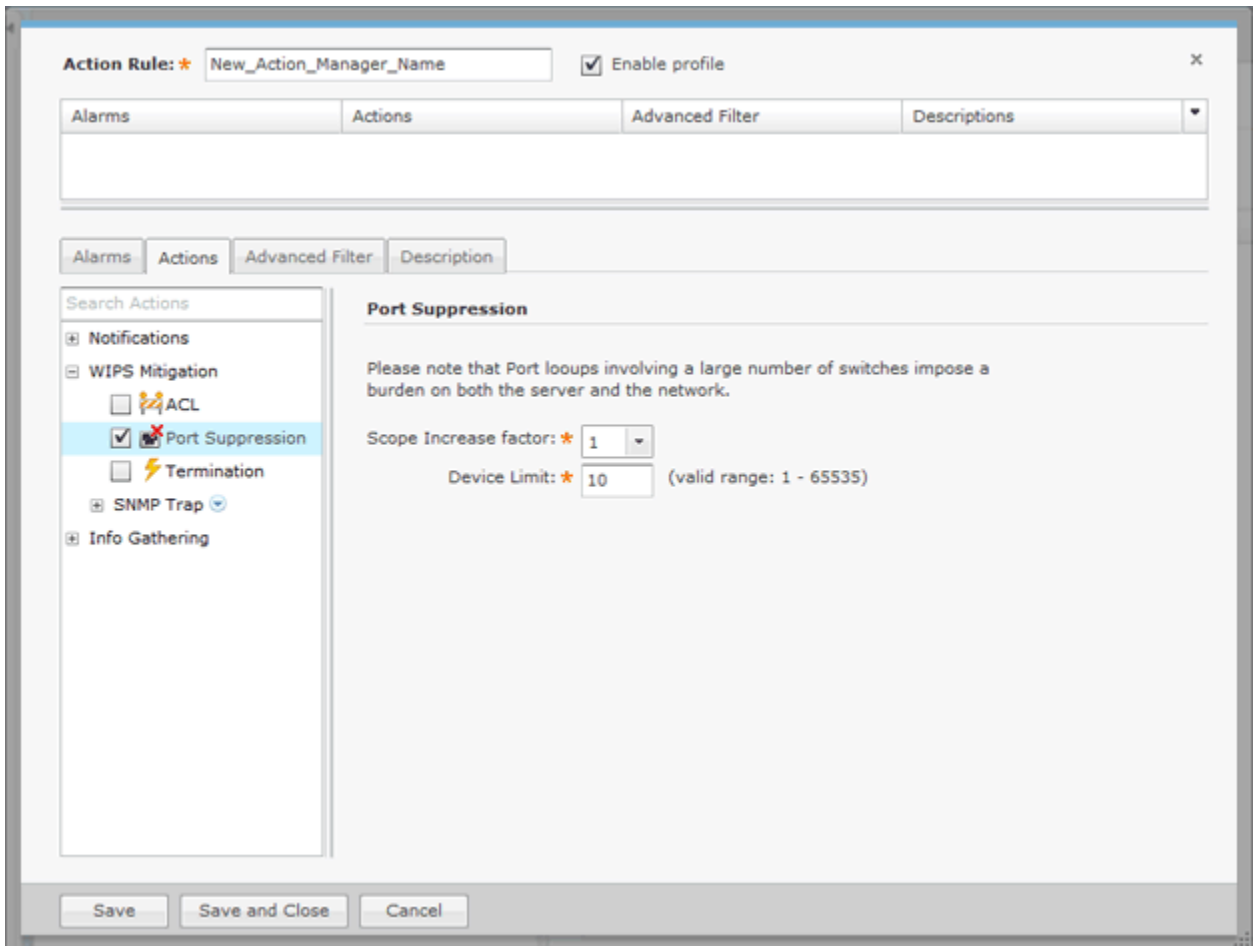 Action Rule: * New_Action_Manager_Name Enable profile
Alarms Actions Advanced Filter Descriptions
Alarms Actions Advanced Filter Description
Search Actions
Notifications
WIPS Mitigation
ACL
Port Suppression
Termination
SNMP Trap
Info Gathering
Port Suppression
Please note that Port looups involving a large number of switches impose a
burden on both the server and the network.
Scope Increase factor: * 1
Device Limit: * 10 (valid range: 1 - 65535)
Save Save and Close Cancel